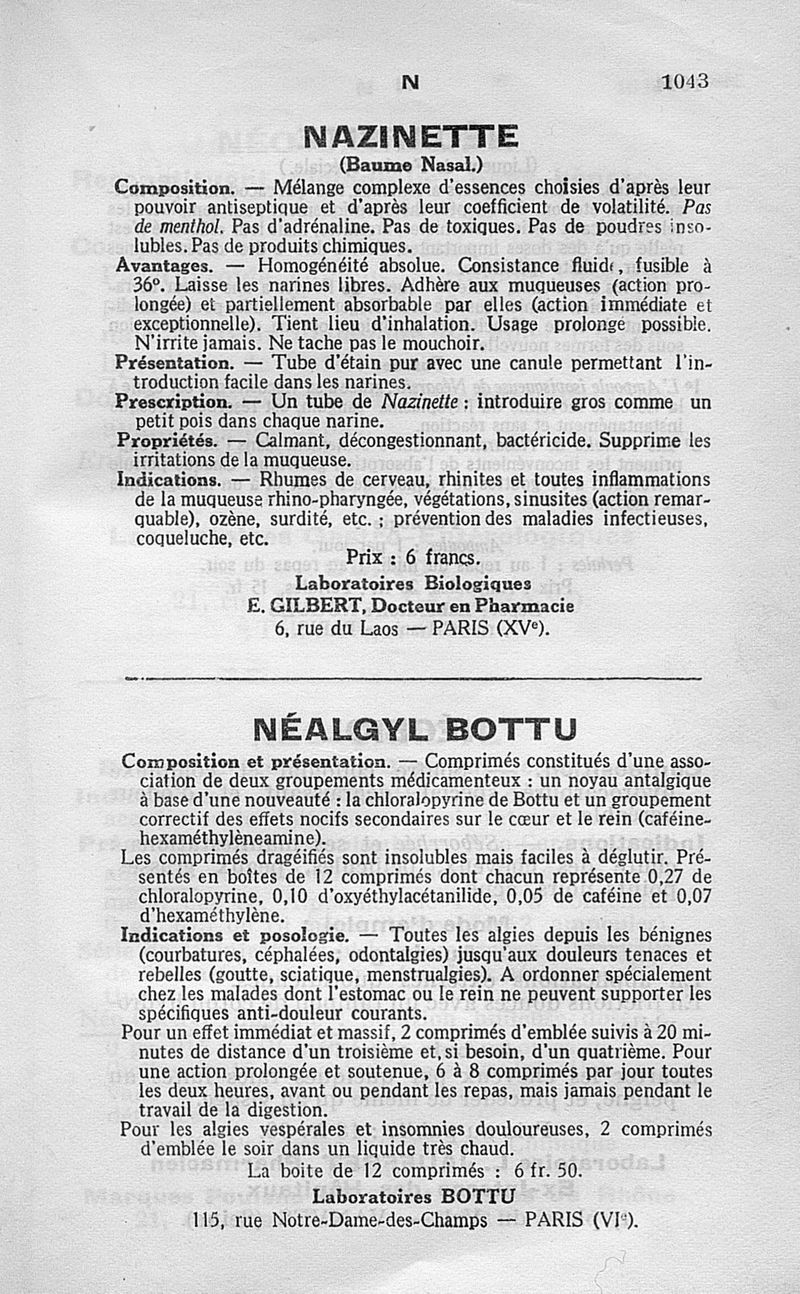 N 1043
NAZINETTE
(Baume Nasal.)
Composition. — Mélange complexe d'essences choisies d'après leur
pouvoir antiseptique et d'après leur coefficient de volatilité. Pas
de menthol. Pas d'adrénaline. Pas de toxiques. Pas de poudres inso-
lubles. Pas de produits chimiques.
Avantages. — Homogénéité absolue. Consistance fluide, fusible à
36°. Laisse les narines libres. Adhère aux muqueuses (action pro-
longée) et partiellement absorbable par elles (action immédiate et
exceptionnelle). Tient lieu d'inhalation. Usage prolongé possible.
N'irrite jamais. Ne tache pas le mouchoir.
Présentation. — Tube d'étain pur avec une canule permettant l'in-
troduction facile dans les narines.
Prescription. — Un tube de Nazinette : introduire gros comme un
petit pois dans chaque narine.
Propriétés. — Calmant, décongestionnant, bactéricide. Supprime les
irritations de la muqueuse.
Indications. — Rhumes de cerveau, rhinites et toutes inflammations
de la muqueuse rhino-pharyngée, végétations, sinusites (action remar-
quable), ozène, surdité, etc. ; prévention des maladies infectieuses,
coqueluche, etc.
Prix : 6 francs.
Laboratoires Biologiques
E. GILBERT, Docteur en Pharmacie
6, rue du Laos — PARIS (XVe).
NÉALGYL BOTTU
Composition et présentation. — Comprimés constitués d'une asso-
ciation de deux groupements médicamenteux : un noyau antalgique
à base d'une nouveauté : la chloralopyrine de Bottu et un groupement
correctif des effets nocifs secondaires sur le cœur et le rein (caféine-
hexaméthylèneamine).
Les comprimés dragéifiés sont insolubles mais faciles à déglutir. Pré-
sentés en boîtes de 12 comprimés dont chacun représente 0,27 de
chloralopyrine, 0,10 d'oxyéthylacétanilide, 0,05 de caféine et 0,07
d'hexaméthylène.
Indications et posologie. — Toutes les algies depuis les bénignes
(courbatures, céphalées, odontalgies) jusqu'aux douleurs tenaces et
rebelles (goutte, sciatique, menstrualgies). A ordonner spécialement
chez les malades dont l'estomac ou le rein ne peuvent supporter les
spécifiques anti-douleur courants.
Pour un effet immédiat et massif, 2 comprimés d'emblée suivis à 20 mi-
nutes de distance d'un troisième et, si besoin, d'un quatrième. Pour
une action prolongée et soutenue, 6 à 8 comprimés par jour toutes
les deux heures, avant ou pendant les repas, mais jamais pendant le
travail de la digestion.
Pour les algies vespérales et insomnies douloureuses, 2 comprimés
d'emblée le soir dans un liquide très chaud.
La boite de 12 comprimés : 6 fr. 50.
Laboratoires BOTTU
115, rue Notre-Dame-des-Champs — PARIS (VIe).